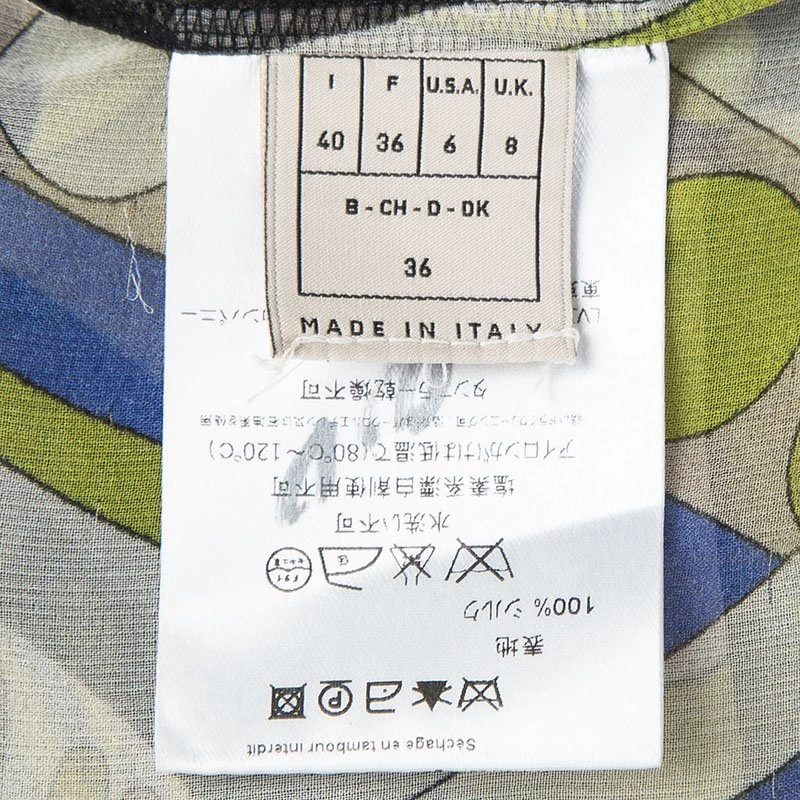 I F U.S.A. U.K.
40 36 6 8
B - CH - D - DK
36
MADE IN ITALY
Séchage en tambour interdit
P
表地
100% シルク
水洗い不可
塩素系漂白剤使用不可
アイロンがけは低温で(80℃~120℃)
タンブラー乾燥不可